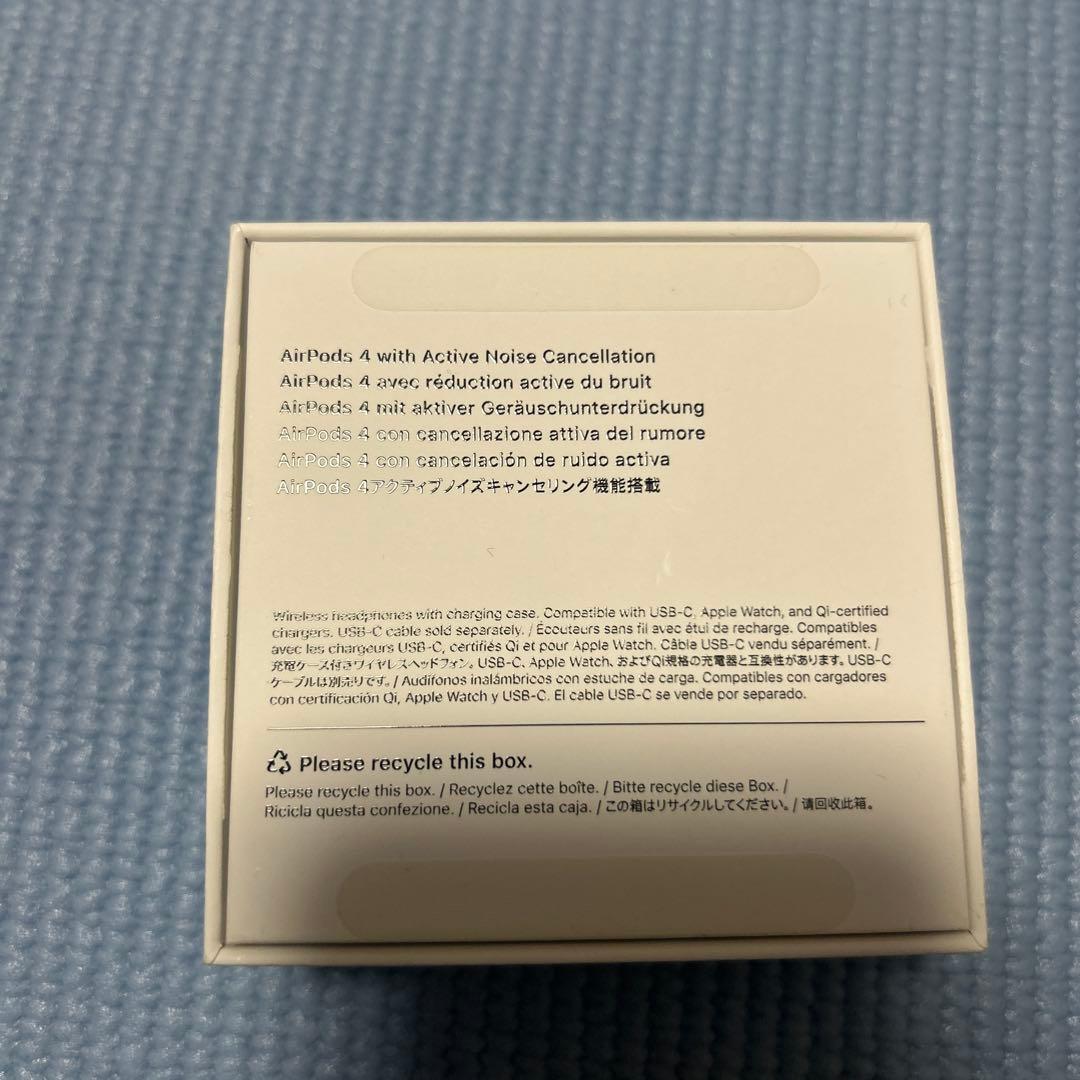 AirPods 4 with Active Noise Cancellation
AirPods 4 avec réduction active du bruit
AirPods 4 mit aktiver Geräuschunterdrückung
AirPods 4 con cancellazione attiva del rumore
AirPods 4 con cancelación de ruido activa
AirPods 4アクティブノイズキャンセリング機能搭載
Wireless headphones with charging case. Compatible with USB-C, Apple Watch, and Qi-certified
chargers. USB-C cable sold separately. / Écouteurs sans fil avec étui de recharge. Compatibles
avec les chargeurs USB-C, certifiés Qi et pour Apple Watch. Câble USB-C vendu séparément. /
充電ケース付きワイヤレスヘッドフォン。USB-C、Apple Watch、およびQi規格の充電器と互換性があります。USB-C
ケーブルは別売りです。/ Audífonos inalámbricos con estuche de carga. Compatibles con cargadores
con certificación Qi, Apple Watch y USB-C. El cable USB-C se vende por separado.
Please recycle this box.
Please recycle this box. / Recyclez cette boîte. / Bitte recycle diese Box. /
Ricicla questa confezione. / Recicla esta caja. / この箱はリサイクルしてください。/ 请回收此箱。